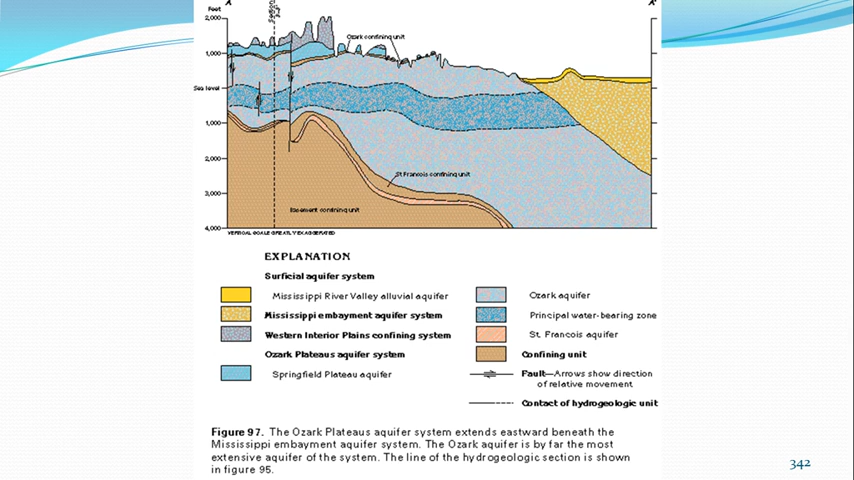 A
A'
Feet
2,000
Ozark confining unit
1,000
Sea level
1,000
2,000
St Francois confining unit
3,000
Basement confining unit
4,000
VERTICAL SCALE GREATLY EXAGGERATED
EXPLANATION
Surficial aquifer system
Mississippi River Valley alluvial aquifer
Mississippi embayment aquifer system
Western Interior Plains confining system
Ozark Plateaus aquifer system
Springfield Plateau aquifer
Ozark aquifer
Principal water-bearing zone
St. Francois aquifer
Confining unit
Fault—Arrows show direction
of relative movement
Contact of hydrogeologic unit
Figure 97. The Ozark Plateaus aquifer system extends eastward beneath the
Mississippi embayment aquifer system. The Ozark aquifer is by far the most
extensive aquifer of the system. The line of the hydrogeologic section is shown
in figure 95.
342